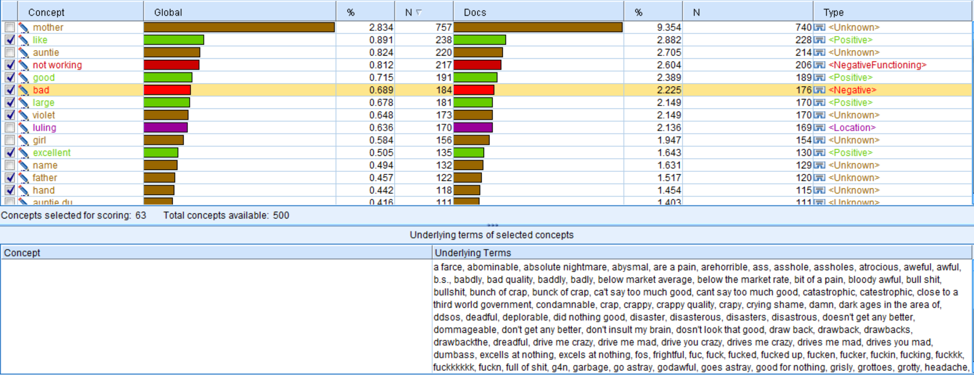 Concept Global % N Docs % N Type
mother 2.834 757 9.354 740 <Unknown>
like 0.891 238 2.882 228 <Positive>
auntie 0.824 220 2.705 214 <Unknown>
not working 0.812 217 2.604 206 <NegativeFunctioning>
good 0.715 191 2.389 189 <Positive>
bad 0.689 184 2.225 176 <Negative>
large 0.678 181 2.149 170 <Positive>
violet 0.648 173 2.149 170 <Unknown>
luling 0.636 170 2.136 169 <Location>
girl 0.584 156 1.947 154 <Unknown>
excellent 0.505 135 1.643 130 <Positive>
name 0.494 132 1.631 129 <Unknown>
father 0.457 122 1.517 120 <Unknown>
hand 0.442 118 1.454 115 <Unknown>
auntie du 0.416 111 1.403 111 <Unknown>
Concepts selected for scoring: 63 Total concepts available: 500
Underlying terms of selected concepts
Concept Underlying Terms
a farce, abominable, absolute nightmare, abysmal, are a pain, arehorrible, ass, asshole, assholes, atrocious, aweful, awful,
b.s., babdly, bad quality, baddly, badly, below market average, below the market rate, bit of a pain, bloody awful, bull shit,
bullshit, bunch of crap, bunck of crap, ca't say too much good, cant say too much good, catastrophic, catestrophic, close to a
third world government, condamnable, crap, crappy, crappy quality, crapy, crying shame, damn, dark ages in the area of,
ddsos, deadful, deplorable, did nothing good, disaster, disasterous, disasters, disastrous, doesn't get any better,
dommageable, don't get any better, don't insult my brain, dosn't look that good, draw back, drawback, drawbacks,
drawbackthe, dreadful, drive me crazy, drive me mad, drive you crazy, drives me crazy, drives me mad, drives you mad,
dumbass, excells at nothing, excels at nothing, fos, frightful, fuc, fuck, fucked, fucked up, fucken, fucker, fuckin, fucking, fuckkk,
fuckkkkkk, fuckn, full of shit, g4n, garbage, go astray, godawful, goes astray, good for nothing, grisly, grottoes, grotty, headache,